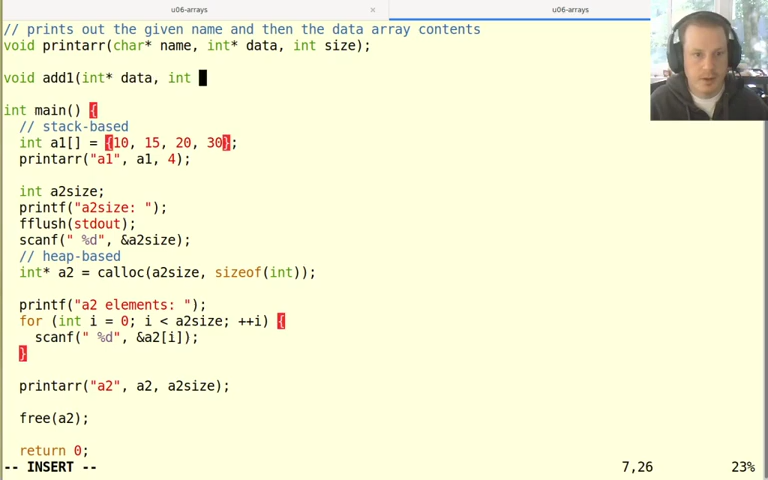 u06-arrays × u06-arrays
// prints out the given name and then the data array contents
void printarr(char* name, int* data, int size);
void add1(int* data, int
int main() {
  // stack-based
  int a1[] = {10, 15, 20, 30};
  printarr("a1", a1, 4);
  int a2size;
  printf("a2size: ");
  fflush(stdout);
  scanf(" %d", &a2size);
  // heap-based
  int* a2 = calloc(a2size, sizeof(int));
  printf("a2 elements: ");
  for (int i = 0; i < a2size; ++i) {
    scanf(" %d", &a2[i]);
  }
  printarr("a2", a2, a2size);
  free(a2);
  return 0;
-- INSERT -- 7,26 23%